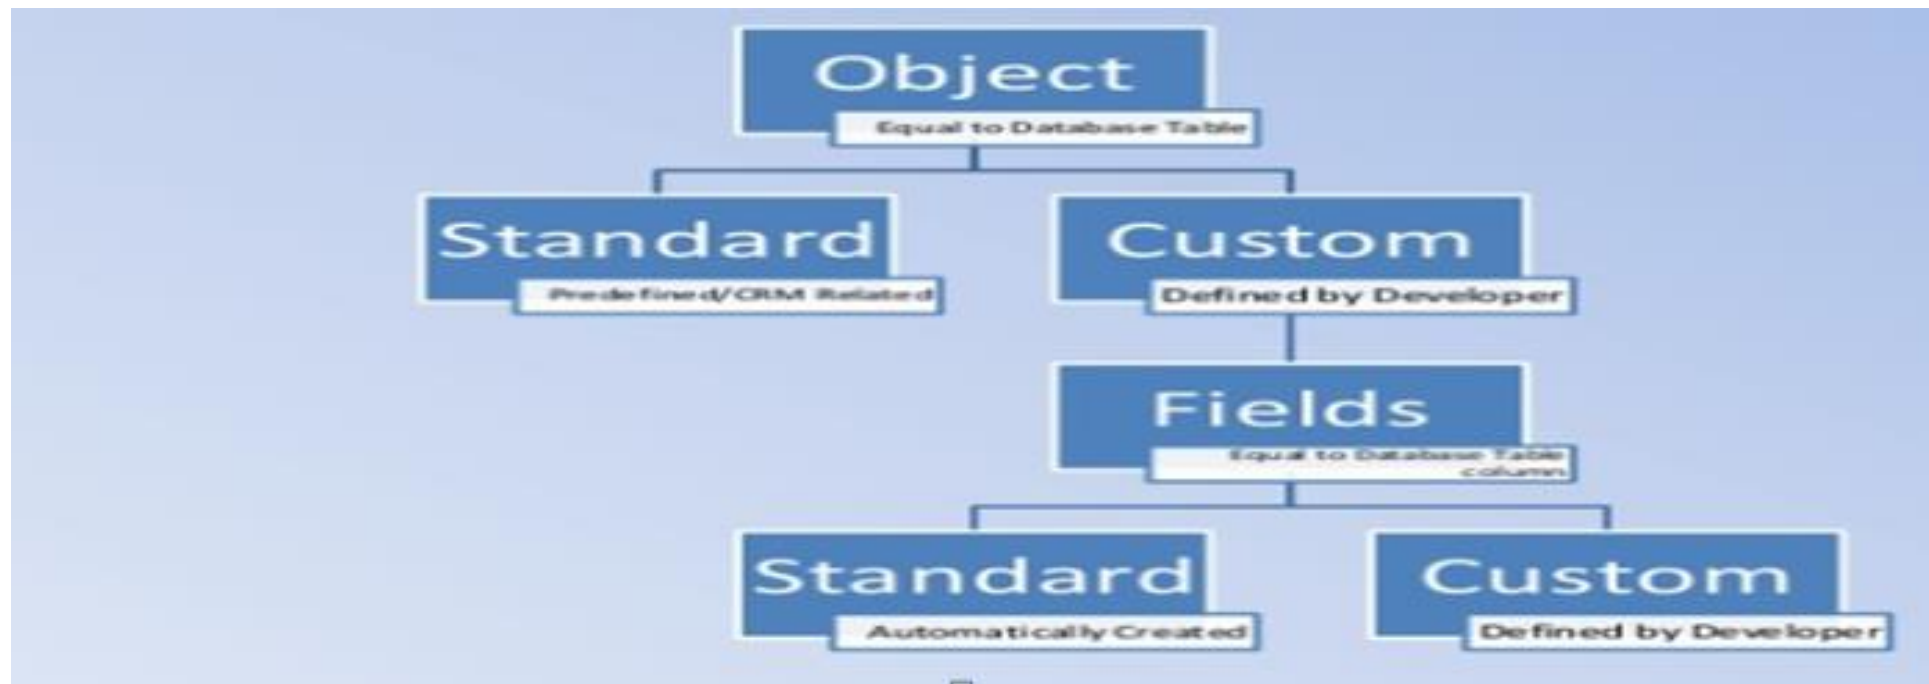 Object
Equal to Database Table
Standard
Predefined/CRM Related
Custom
Defined by Developer
Fields
Equal to Database Table
column
Standard
Automatically Created
Custom
Defined by Developer